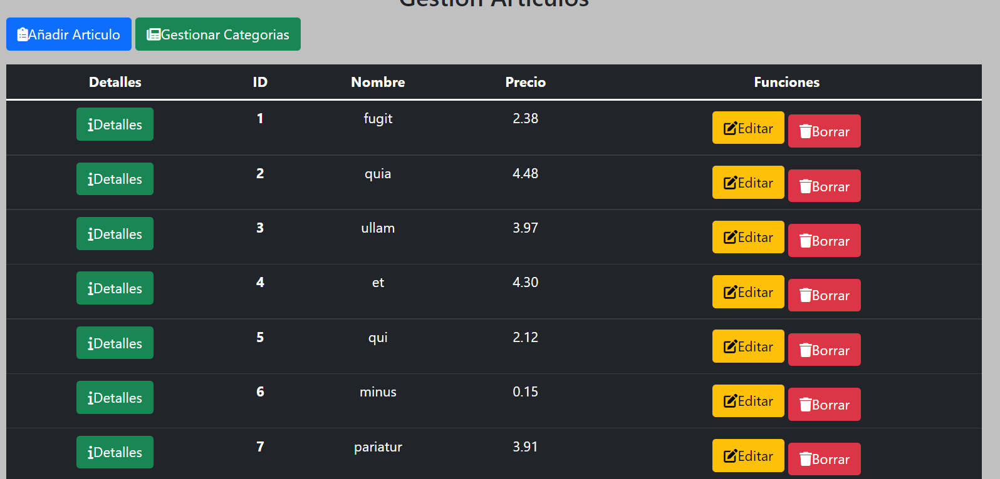 Gestión Artículos
Añadir Articulo Gestionar Categorias
Detalles ID Nombre Precio Funciones
Detalles 1 fugit 2.38 Editar Borrar
Detalles 2 quia 4.48 Editar Borrar
Detalles 3 ullam 3.97 Editar Borrar
Detalles 4 et 4.30 Editar Borrar
Detalles 5 qui 2.12 Editar Borrar
Detalles 6 minus 0.15 Editar Borrar
Detalles 7 pariatur 3.91 Editar Borrar